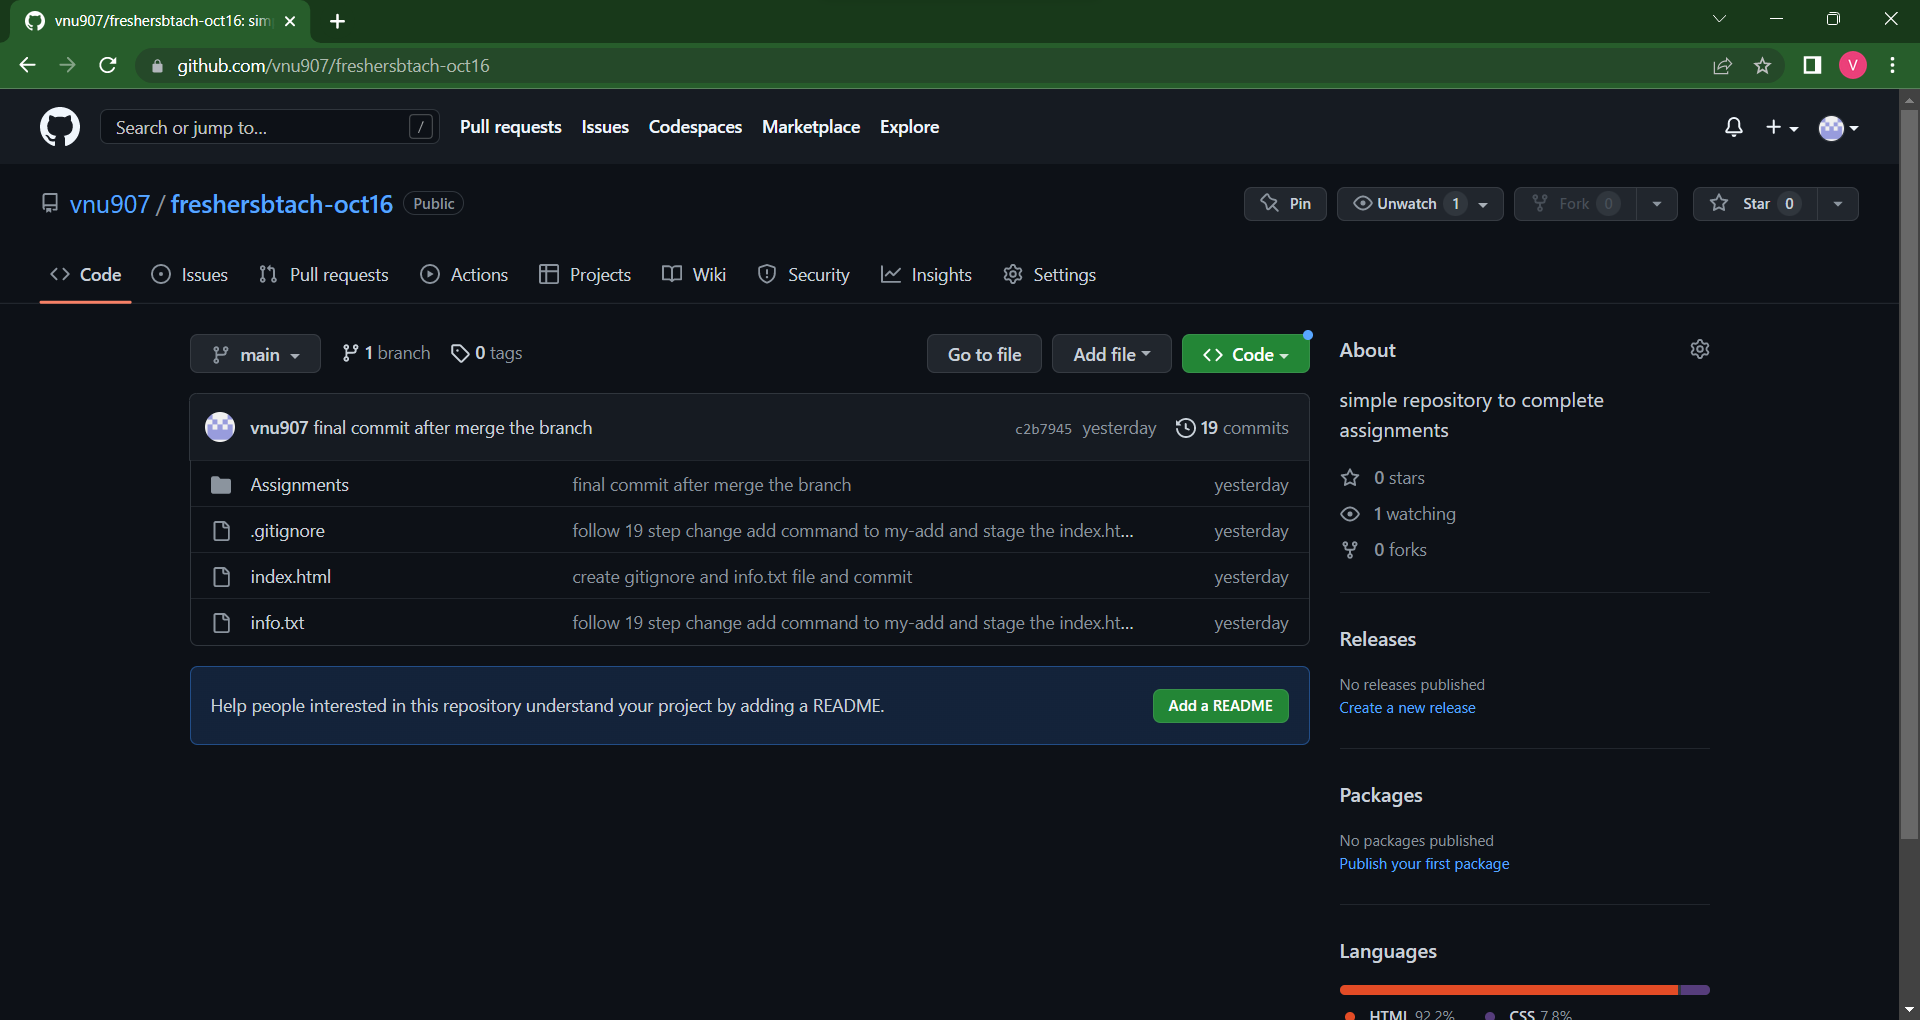 vnu907/freshersbtach-oct16: sim
github.com/vnu907/freshersbtach-oct16
V
Search or jump to... /
Pull requests Issues Codespaces Marketplace Explore
vnu907 / freshersbtach-oct16 Public
Pin Unwatch 1 Fork 0 Star 0
Code Issues Pull requests Actions Projects Wiki Security Insights Settings
main 1 branch 0 tags Go to file Add file Code
vnu907 final commit after merge the branch c2b7945 yesterday 19 commits
Assignments final commit after merge the branch yesterday
.gitignore follow 19 step change add command to my-add and stage the index.ht... yesterday
index.html create gitignore and info.txt file and commit yesterday
info.txt follow 19 step change add command to my-add and stage the index.ht... yesterday
Help people interested in this repository understand your project by adding a README. Add a README
About
simple repository to complete
assignments
0 stars
1 watching
0 forks
Releases
No releases published
Create a new release
Packages
No packages published
Publish your first package
Languages
HTML 92.2% CSS 7.8%